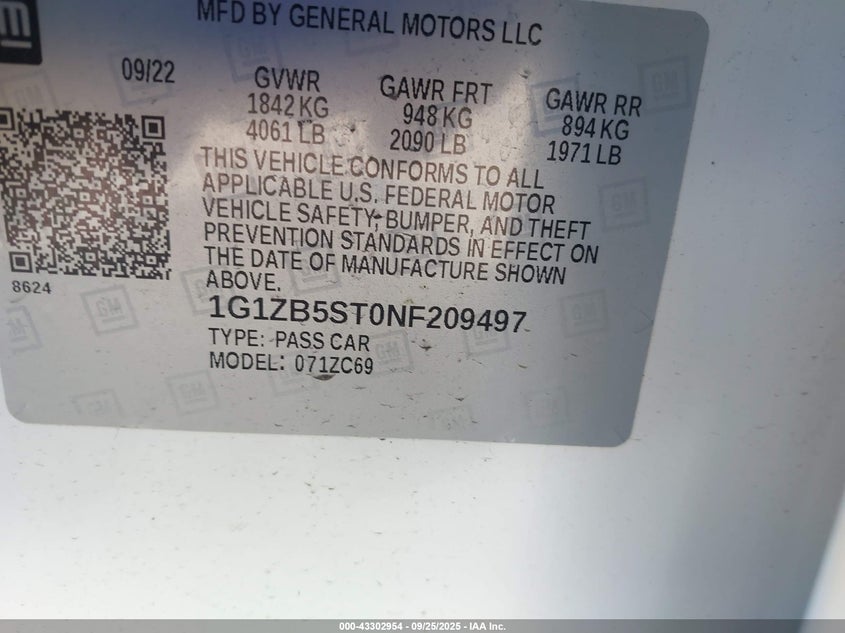 gm
MFD BY GENERAL MOTORS LLC
09/22
GVWR
1842 KG
4061 LB
GAWR FRT
948 KG
2090 LB
GAWR RR
894 KG
1971 LB
THIS VEHICLE CONFORMS TO ALL
APPLICABLE U.S. FEDERAL MOTOR
VEHICLE SAFETY, BUMPER, AND THEFT
PREVENTION STANDARDS IN EFFECT ON
THE DATE OF MANUFACTURE SHOWN
ABOVE.
8624
1G1ZB5ST0NF209497
TYPE: PASS CAR
MODEL: 071ZC69
000-43302954 - 09/25/2025 - IAA Inc.